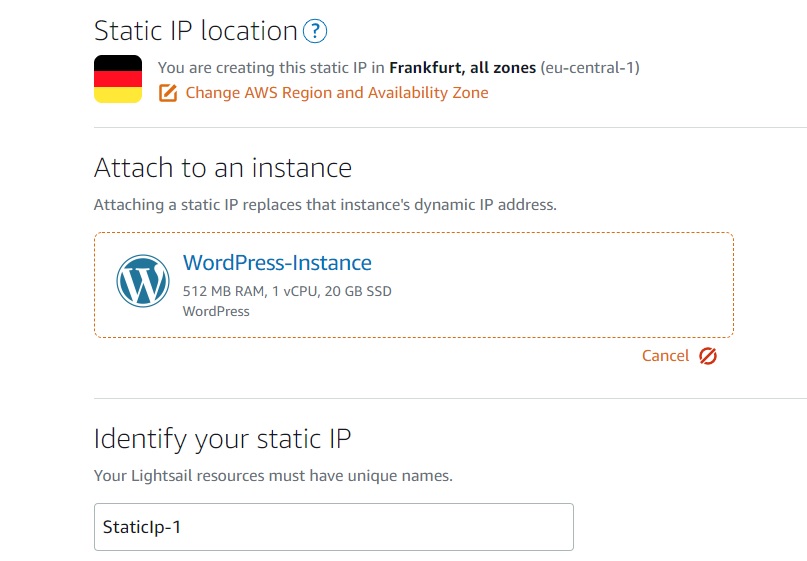 Static IP location ?
You are creating this static IP in Frankfurt, all zones (eu-central-1)
Change AWS Region and Availability Zone
Attach to an instance
Attaching a static IP replaces that instance's dynamic IP address.
WordPress-Instance
512 MB RAM, 1 vCPU, 20 GB SSD
WordPress
Cancel
Identify your static IP
Your Lightsail resources must have unique names.
StaticIp-1